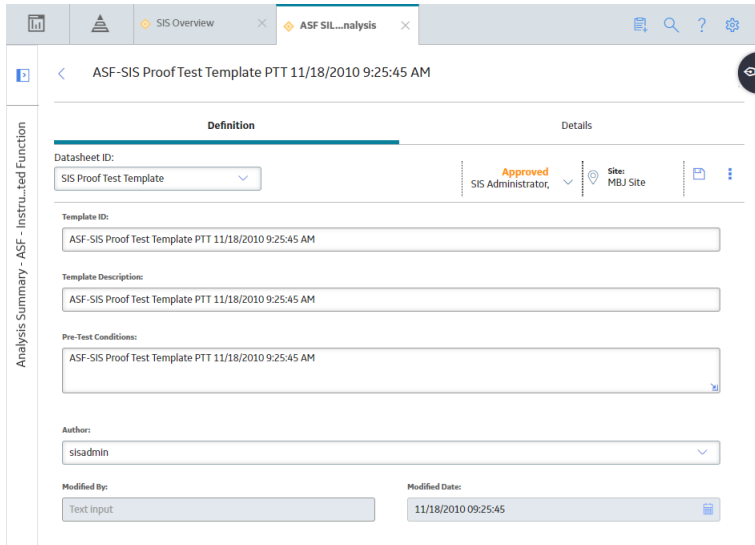 SIS Overview
ASF SIL...nalysis
ASF-SIS Proof Test Template PTT 11/18/2010 9:25:45 AM
Analysis Summary - ASF - Instru...ted Function
Definition
Details
Datasheet ID:
SIS Proof Test Template
Approved
SIS Administrator,
Site:
MBJ Site
Template ID:
ASF-SIS Proof Test Template PTT 11/18/2010 9:25:45 AM
Template Description:
ASF-SIS Proof Test Template PTT 11/18/2010 9:25:45 AM
Pre-Test Conditions:
ASF-SIS Proof Test Template PTT 11/18/2010 9:25:45 AM
Author:
sisadmin
Modified By:
Text input
Modified Date:
11/18/2010 09:25:45